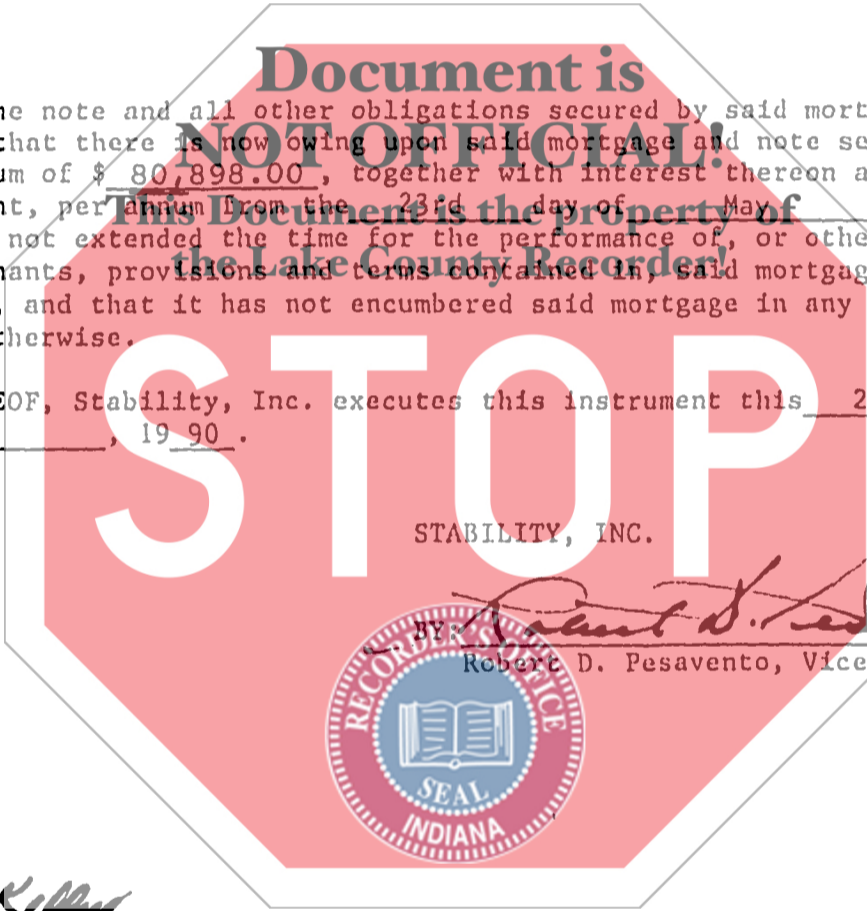 Document is
NOT OFFICIAL!
This Document is the property of
the Lake County Recorder!
STOP
e note and all other obligations secured by said mort
that there is now owing upon said mortgage and note se
um of $ 80,898.00 , together with interest thereon a
nt, per annum from the 23rd day of May
not extended the time for the performance of, or othe
nants, provisions and terms contained in, said mortgag
, and that it has not encumbered said mortgage in any
therwise.
EOF, Stability, Inc. executes this instrument this 2
, 19 90 .
STABILITY, INC.
BY:
Robert D. Pesavento, Vice
RECORDER'S OFFICE
SEAL
INDIANA